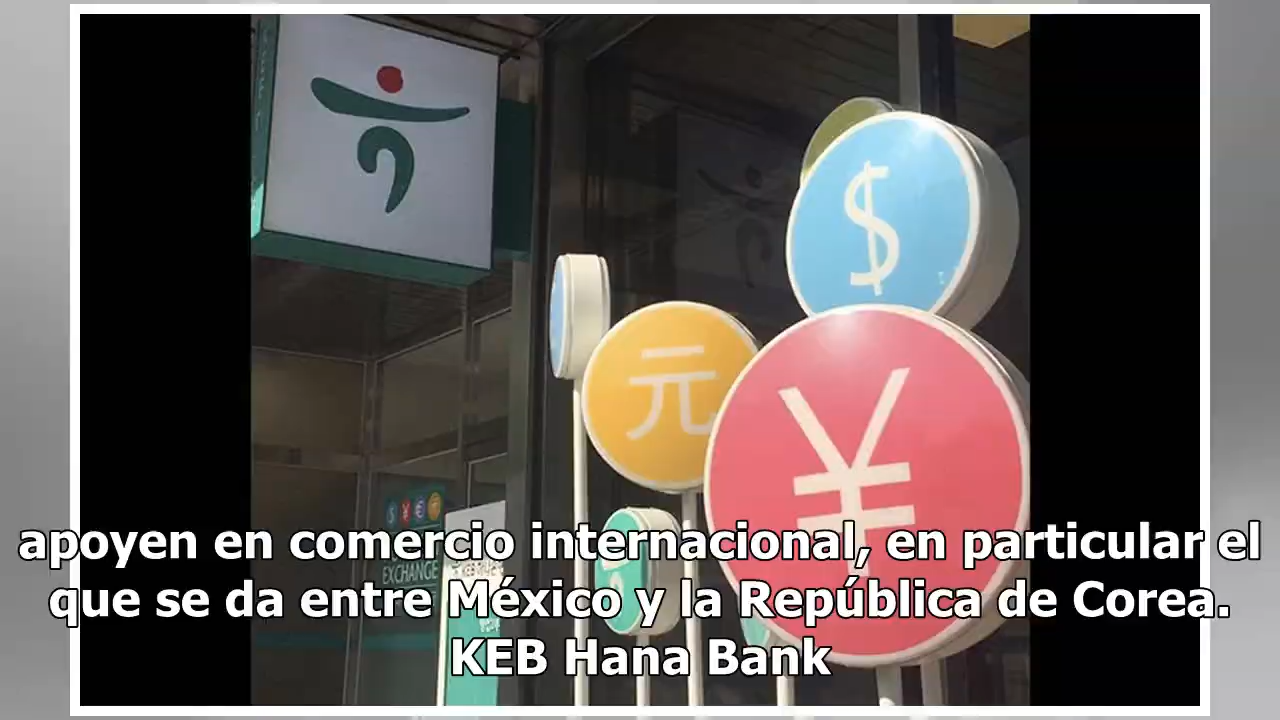 $
元
¥
EXCHANGE
apoyen en comercio internacional, en particular el
que se da entre México y la República de Corea.
KEB Hana Bank